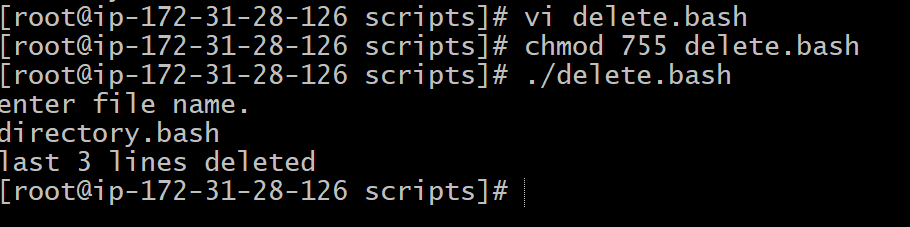 [root@ip-172-31-28-126 scripts]# vi delete.bash
[root@ip-172-31-28-126 scripts]# chmod 755 delete.bash
[root@ip-172-31-28-126 scripts]# ./delete.bash
enter file name.
directory.bash
last 3 lines deleted
[root@ip-172-31-28-126 scripts]#